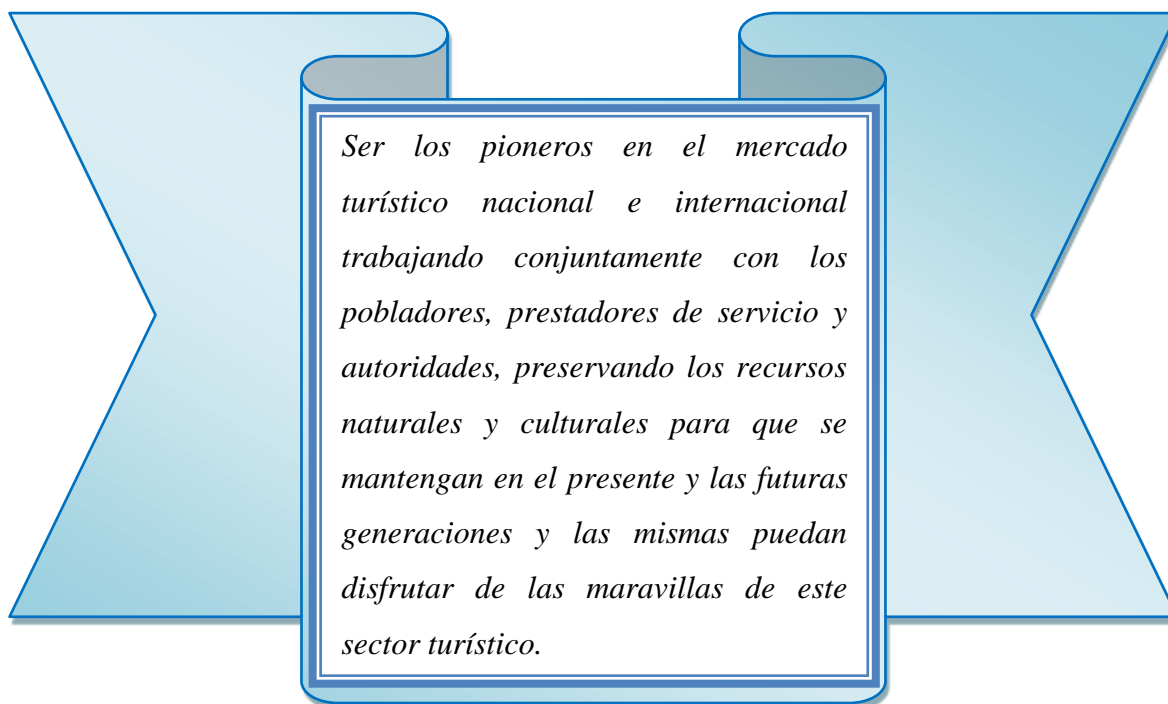 Ser los pioneros en el mercado
turístico nacional e internacional
trabajando conjuntamente con los
pobladores, prestadores de servicio y
autoridades, preservando los recursos
naturales y culturales para que se
mantengan en el presente y las futuras
generaciones y las mismas puedan
disfrutar de las maravillas de este
sector turístico.